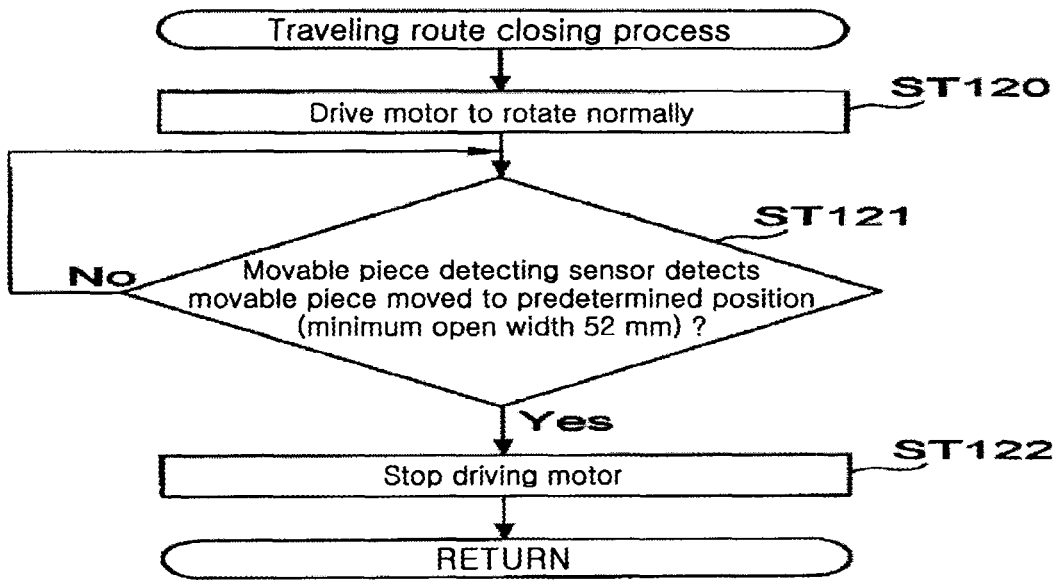 Traveling route closing process
ST120
Drive motor to rotate normally
ST121
No
Movable piece detecting sensor detects
movable piece moved to predetermined position
(minimum open width 52 mm) ?
Yes
ST122
Stop driving motor
RETURN